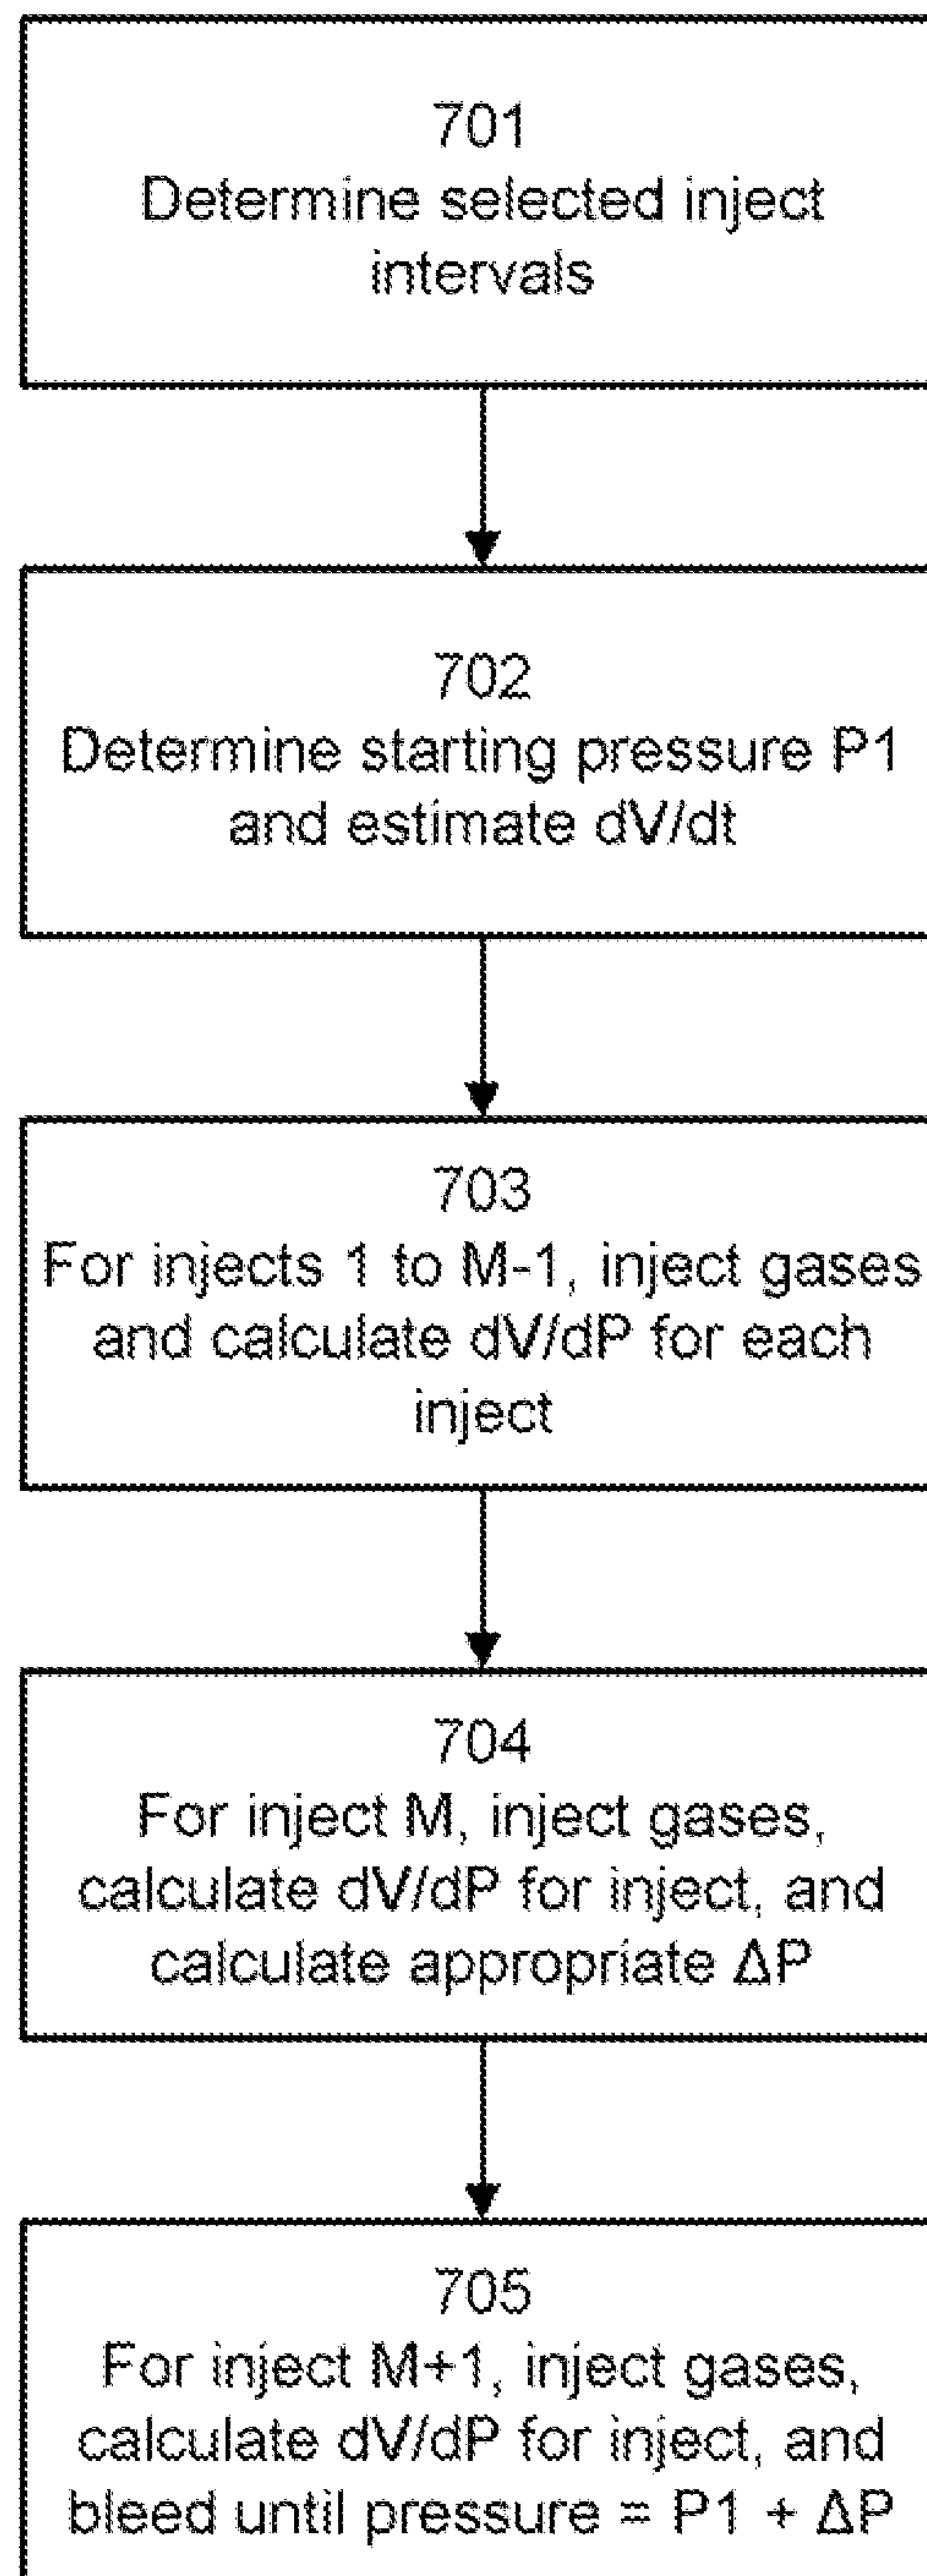 701
Determine selected inject
intervals
702
Determine starting pressure P1
and estimate dV/dt
703
For injects 1 to M-1, inject gases
and calculate dV/dP for each
inject
704
For inject M, inject gases,
calculate dV/dP for inject, and
calculate appropriate ΔP
705
For inject M+1, inject gases,
calculate dV/dP for inject, and
bleed until pressure = P1 + ΔP